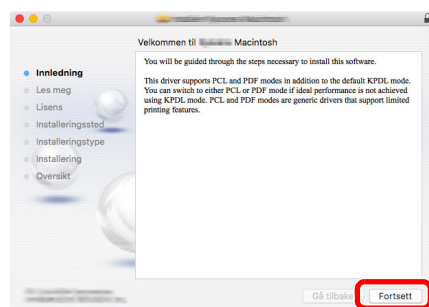 Velkommen til Macintosh
Innledning
Les meg
Lisens
Installeringssted
Installeringstype
Installering
Oversikt
You will be guided through the steps necessary to install this software.
This driver supports PCL and PDF modes in addition to the default KPDL mode.
You can switch to either PCL or PDF mode if ideal performance is not achieved
using KPDL mode. PCL and PDF modes are generic drivers that support limited
printing features.
Gå tilbake
Fortsett